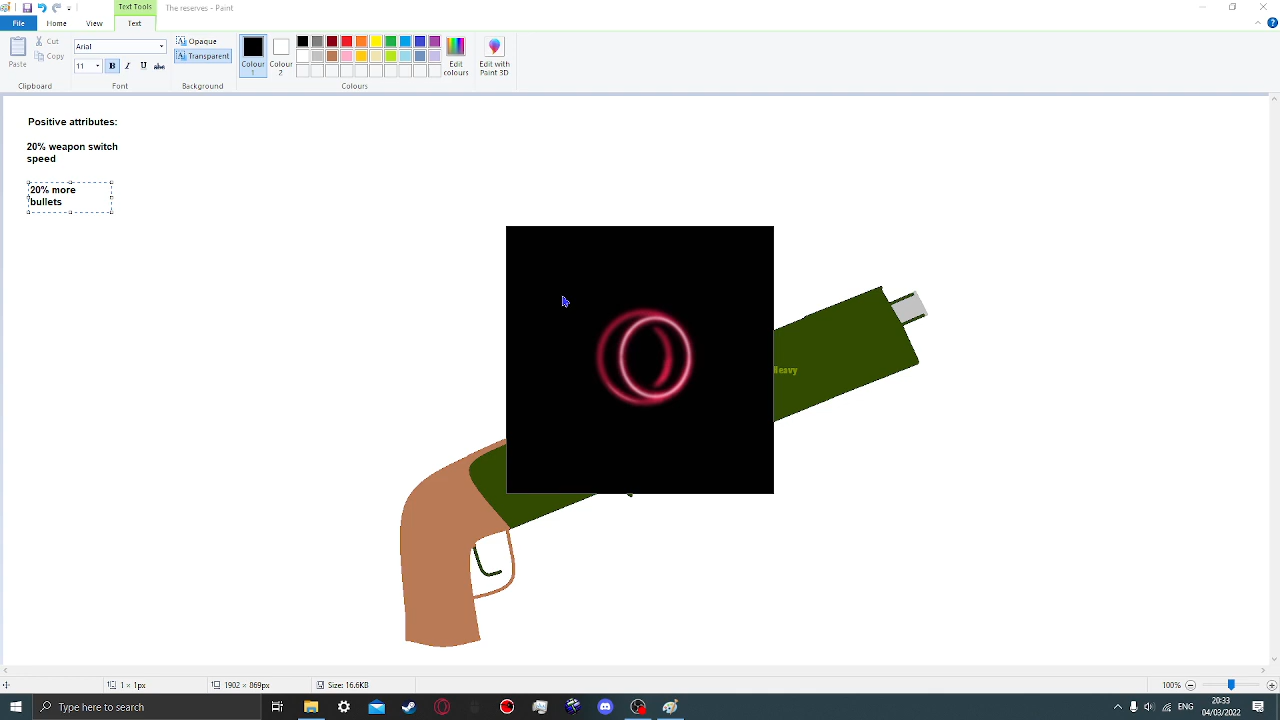 Text Tools
The reserves - Paint
File
Home
View
Text
Paste
Cut
Copy
Clipboard
Arial
11
B
I
U
abc
Font
Opaque
Transparent
Background
Colour
1
Colour
2
Edit
colours
Colours
Edit with
Paint 3D
Positive attributes:
20% weapon switch
speed
20% more
bullets
Heavy
1 × 1px
1902 × 869px
Size: 16.6KB
100%
Type here to search
ENG
20:33
04/03/2022